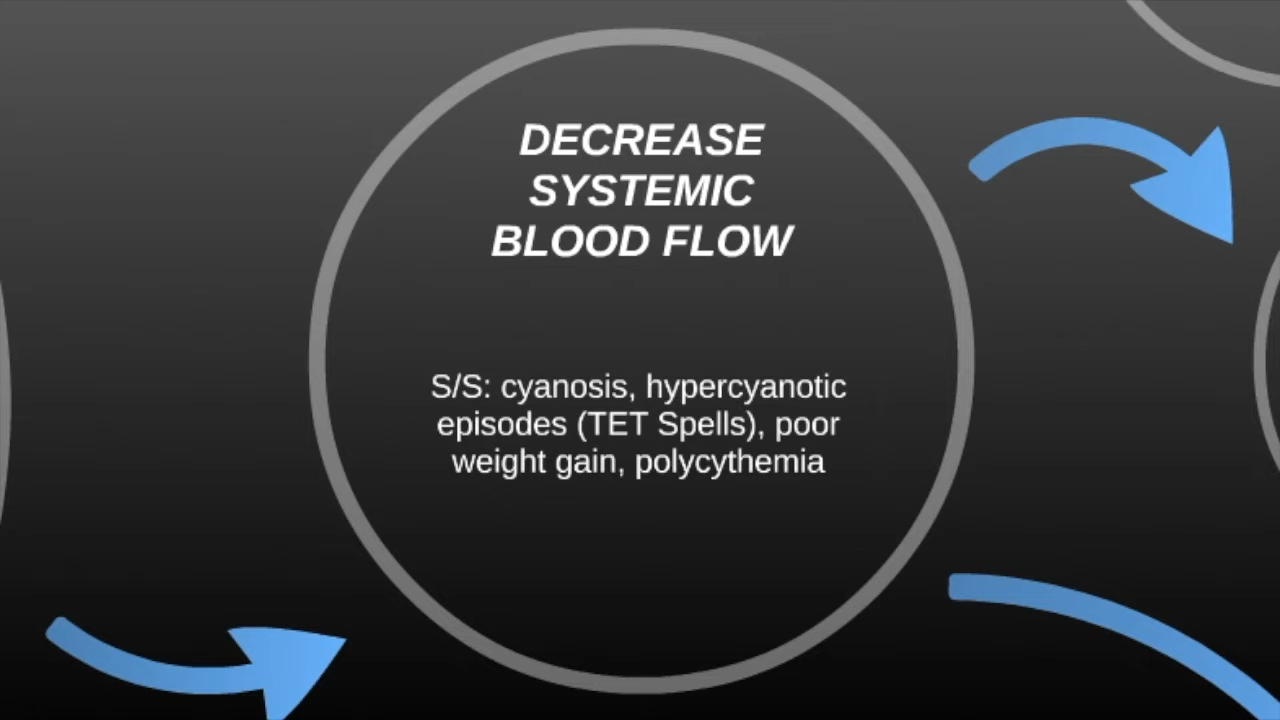 DECREASE
SYSTEMIC
BLOOD FLOW
S/S: cyanosis, hypercyanotic
episodes (TET Spells), poor
weight gain, polycythemia